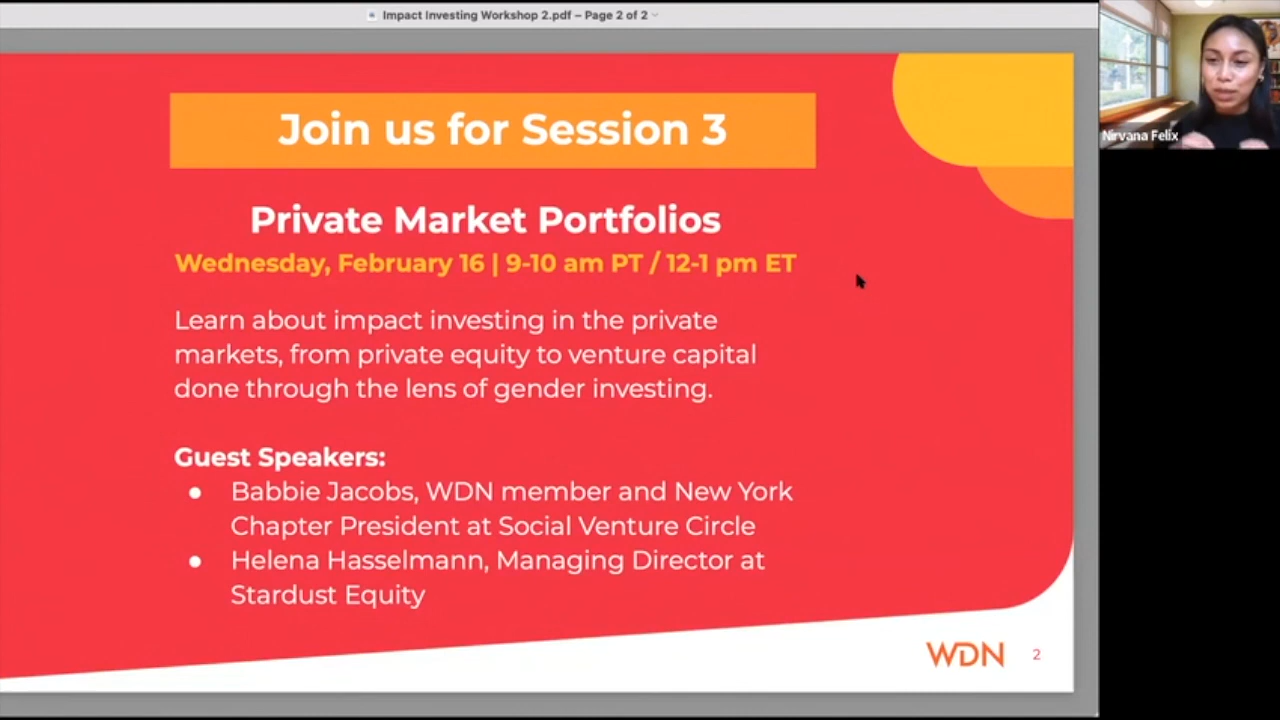 Impact Investing Workshop 2.pdf – Page 2 of 2
Nirvana Felix
Join us for Session 3
Private Market Portfolios
Wednesday, February 16 | 9-10 am PT / 12-1 pm ET
Learn about impact investing in the private
markets, from private equity to venture capital
done through the lens of gender investing.
Guest Speakers:
● Babbie Jacobs, WDN member and New York
Chapter President at Social Venture Circle
● Helena Hasselmann, Managing Director at
Stardust Equity
WDN 2